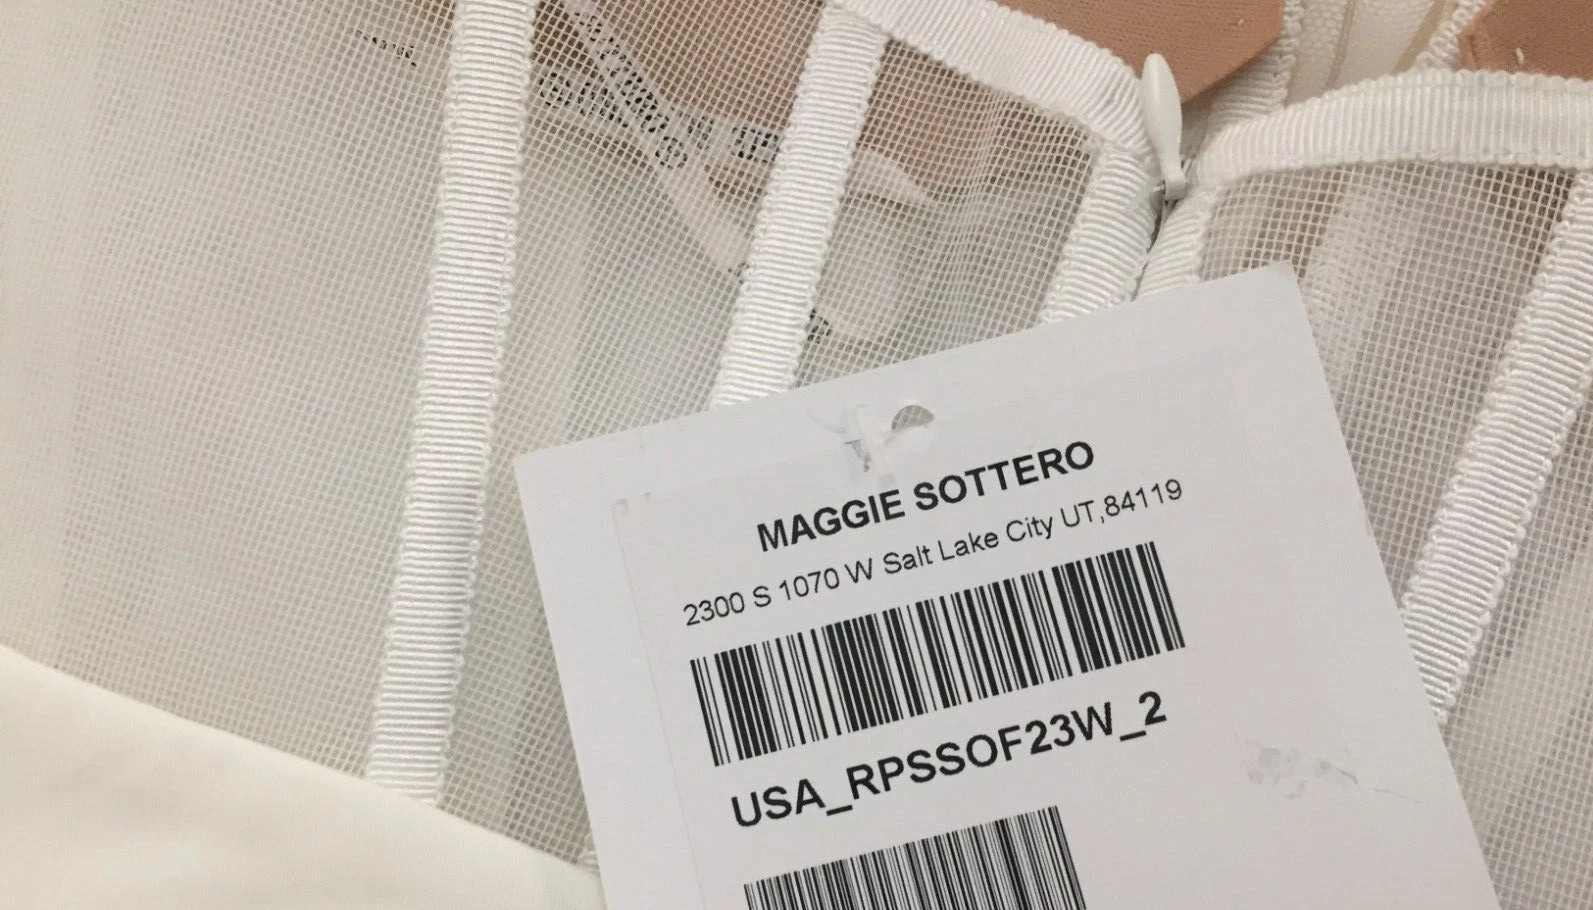 MAGGIE SOTTERO
2300 S 1070 W Salt Lake City UT,84119
USA_RPSSOF23W_2